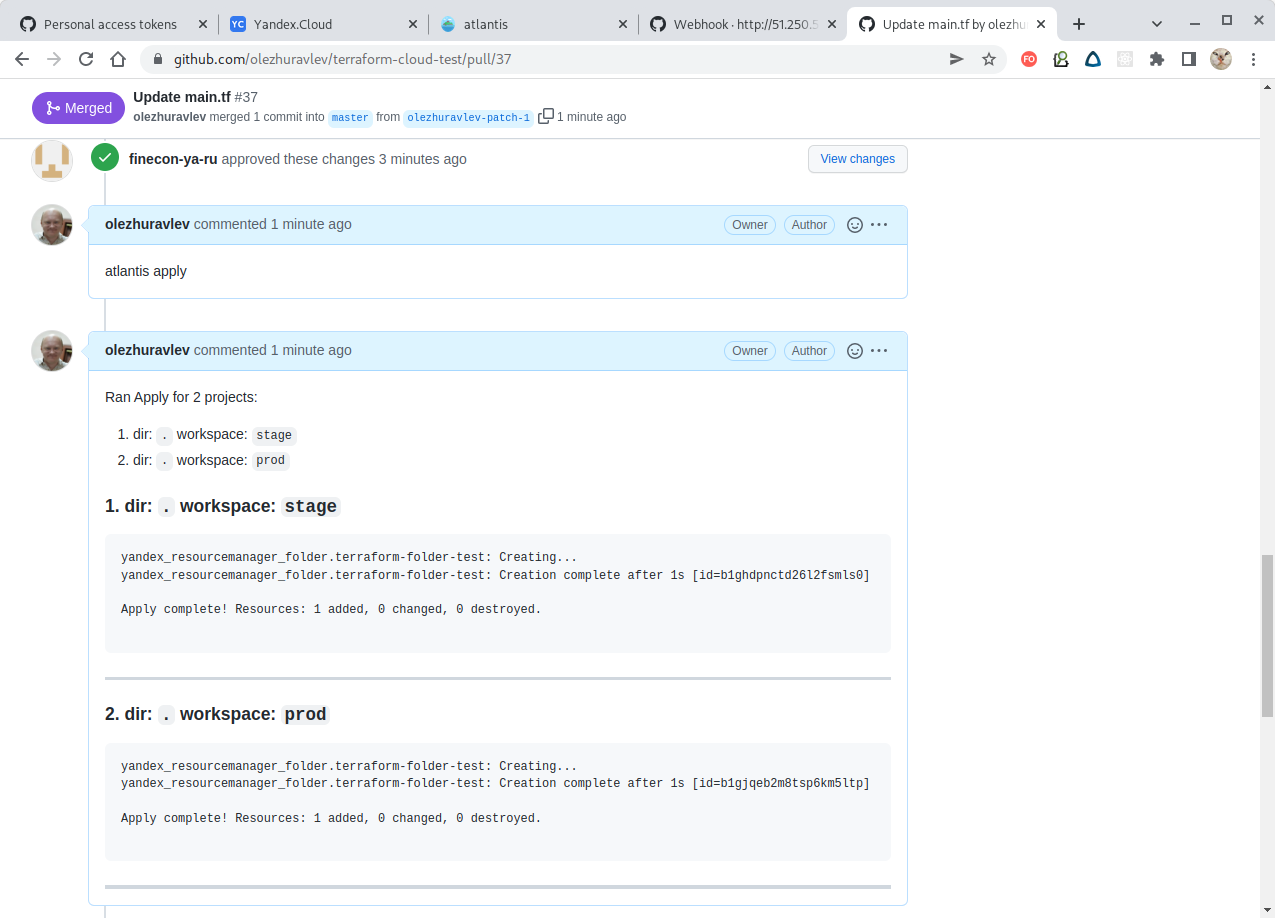 Personal access tokens
Yandex.Cloud
atlantis
Webhook · http://51.250.5
Update main.tf by olezhu
github.com/olezhuravlev/terraform-cloud-test/pull/37
FO
Merged
Update main.tf #37
olezhuravlev merged 1 commit into master from olezhuravlev-patch-1 1 minute ago
finecon-ya-ru approved these changes 3 minutes ago
View changes
olezhuravlev commented 1 minute ago
Owner
Author
atlantis apply
olezhuravlev commented 1 minute ago
Owner
Author
Ran Apply for 2 projects:
1. dir: . workspace: stage
2. dir: . workspace: prod
1. dir: . workspace: stage
yandex_resourcemanager_folder.terraform-folder-test: Creating...
yandex_resourcemanager_folder.terraform-folder-test: Creation complete after 1s [id=b1ghdpnctd26l2fsmls0]
Apply complete! Resources: 1 added, 0 changed, 0 destroyed.
2. dir: . workspace: prod
yandex_resourcemanager_folder.terraform-folder-test: Creating...
yandex_resourcemanager_folder.terraform-folder-test: Creation complete after 1s [id=b1gjqeb2m8tsp6km5ltp]
Apply complete! Resources: 1 added, 0 changed, 0 destroyed.